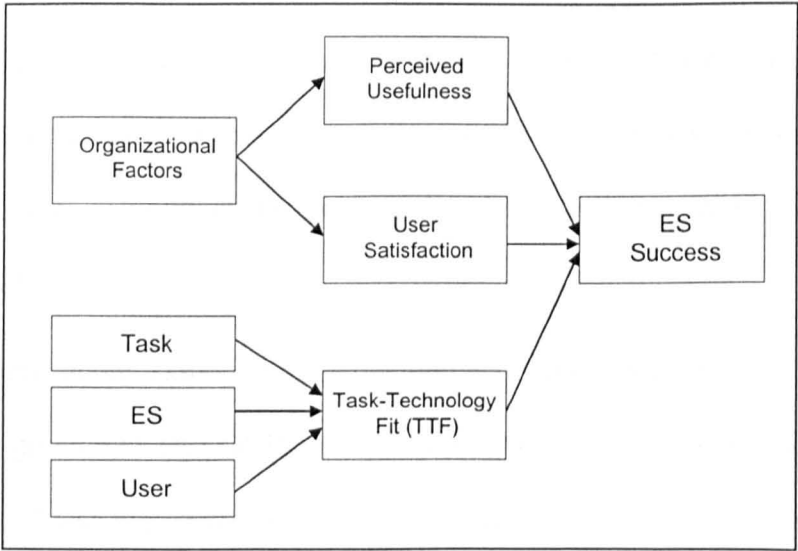 Perceived
Usefulness
Organizational
Factors
User
Satisfaction
ES
Success
Task
ES
User
Task-Technology
Fit (TTF)